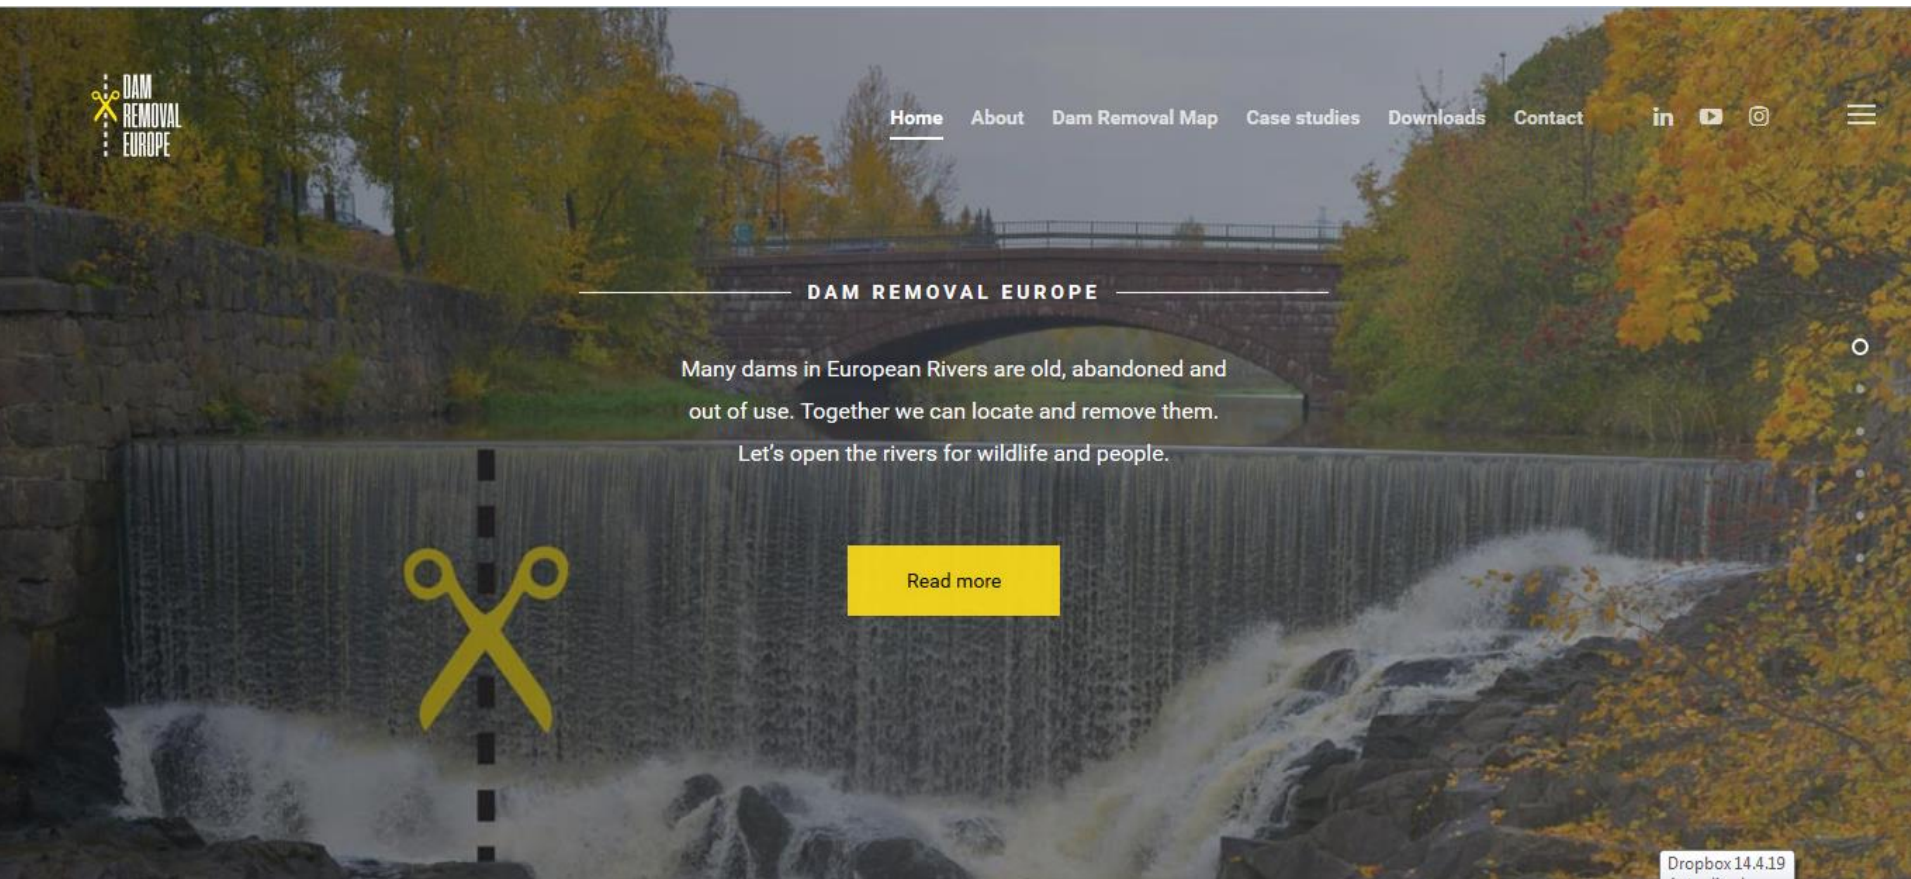 DAM
REMOVAL
EUROPE
Home About Dam Removal Map Case studies Downloads Contact in
DAM REMOVAL EUROPE
Many dams in European Rivers are old, abandoned and
out of use. Together we can locate and remove them.
Let's open the rivers for wildlife and people.
Read more
Dropbox 14.4.19